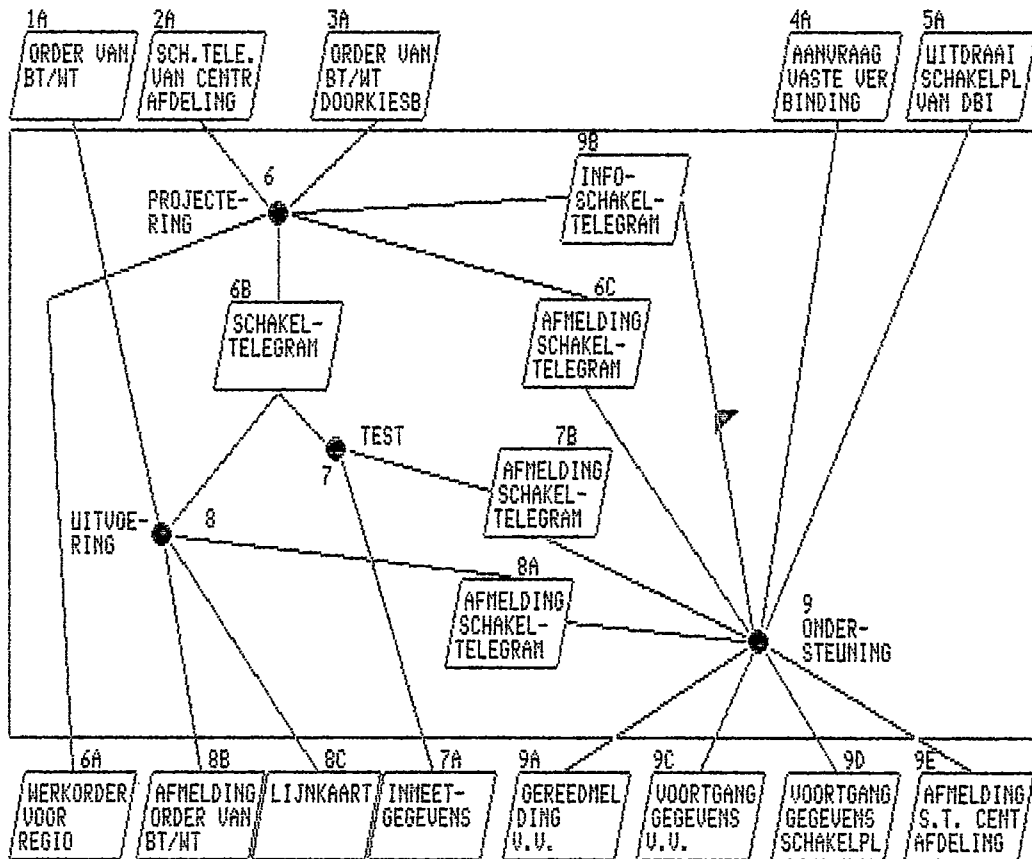 1A
ORDER VAN
BT/WT
2A
SCH.TELE.
VAN CENTR
AFDELING
3A
ORDER VAN
BT/WT
DOORKIESB
4A
AANVRAAG
VASTE VER
BINDING
5A
UITDRAAI
SCHAKELPL
VAN DBI
6
PROJECTE-
RING
9B
INFO-
SCHAKEL-
TELEGRAM
6B
SCHAKEL-
TELEGRAM
6C
AFMELDING
SCHAKEL-
TELEGRAM
TEST
7
7B
AFMELDING
SCHAKEL-
TELEGRAM
UITVOE-
RING
8
8A
AFMELDING
SCHAKEL-
TELEGRAM
9
ONDER-
STEUNING
6A
WERKORDER
VOOR
REGIO
8B
AFMELDING
ORDER VAN
BT/WT
8C
LIJNKAART
7A
INMEET-
GEGEVENS
9A
GEREEDMEL
DING
V.V.
9C
VOORTGANG
GEGEVENS
V.V.
9D
VOORTGANG
GEGEVENS
SCHAKELPL
9E
AFMELDING
S.T. CENT
AFDELING